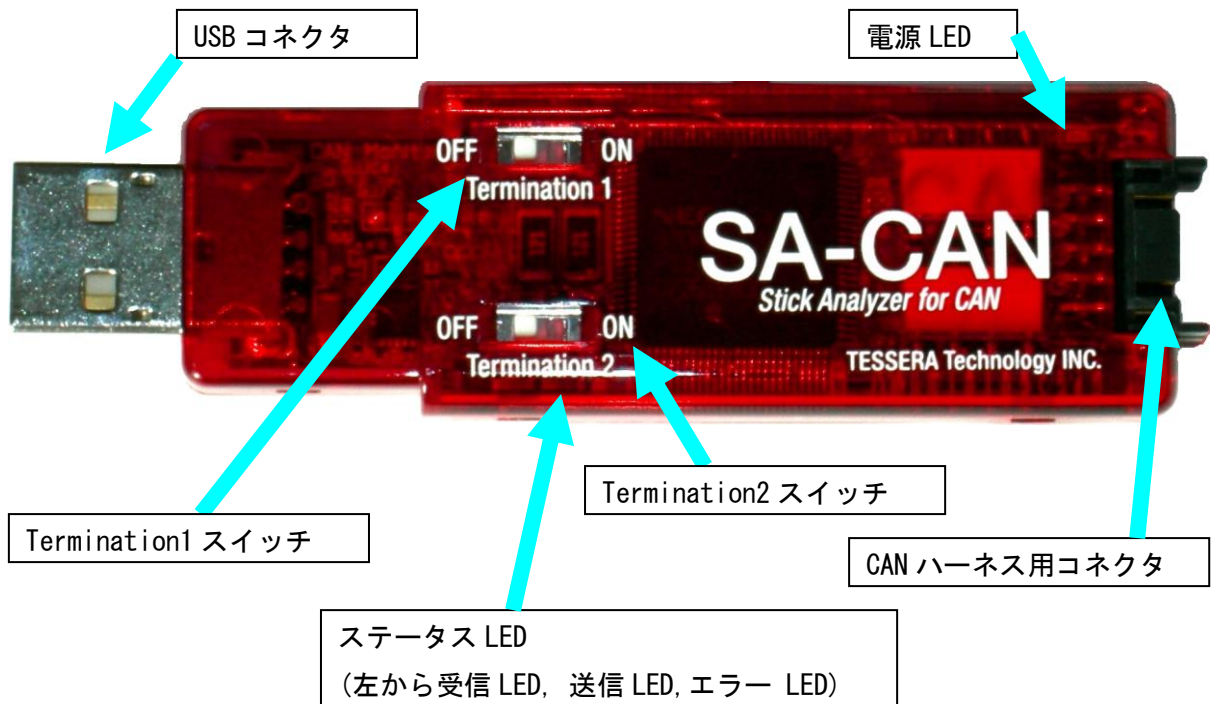 USB コネクタ
電源 LED
OFF
ON
Termination 1
SA-CAN
Stick Analyzer for CAN
OFF
ON
Termination 2
TESSERA Technology INC.
Termination2 スイッチ
Termination1 スイッチ
CAN ハーネス用コネクタ
ステータス LED
(左から受信 LED, 送信 LED, エラー LED)